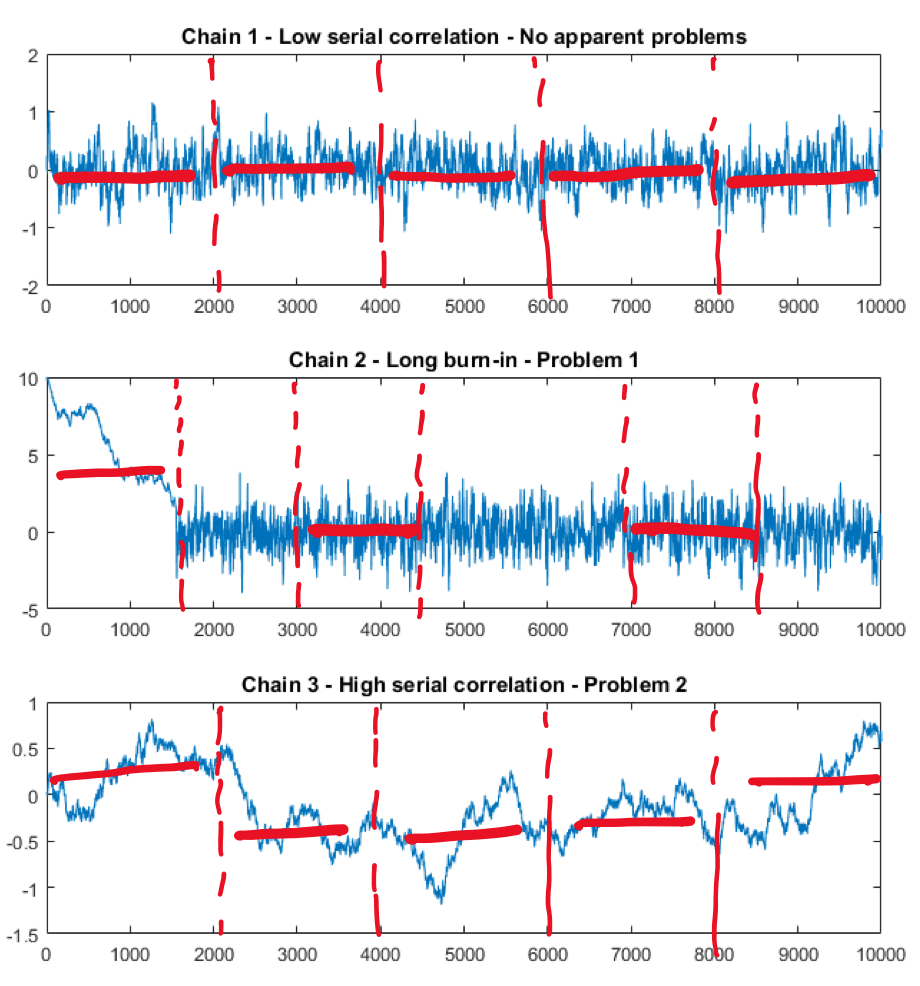 Chain 1 - Low serial correlation - No apparent problems
2
1
0
-1
-2
0 1000 2000 3000 4000 5000 6000 7000 8000 9000 10000
Chain 2 - Long burn-in - Problem 1
10
5
0
-5
0 1000 2000 3000 4000 5000 6000 7000 8000 9000 10000
Chain 3 - High serial correlation - Problem 2
1
0.5
0
-0.5
-1
-1.5
0 1000 2000 3000 4000 5000 6000 7000 8000 9000 10000